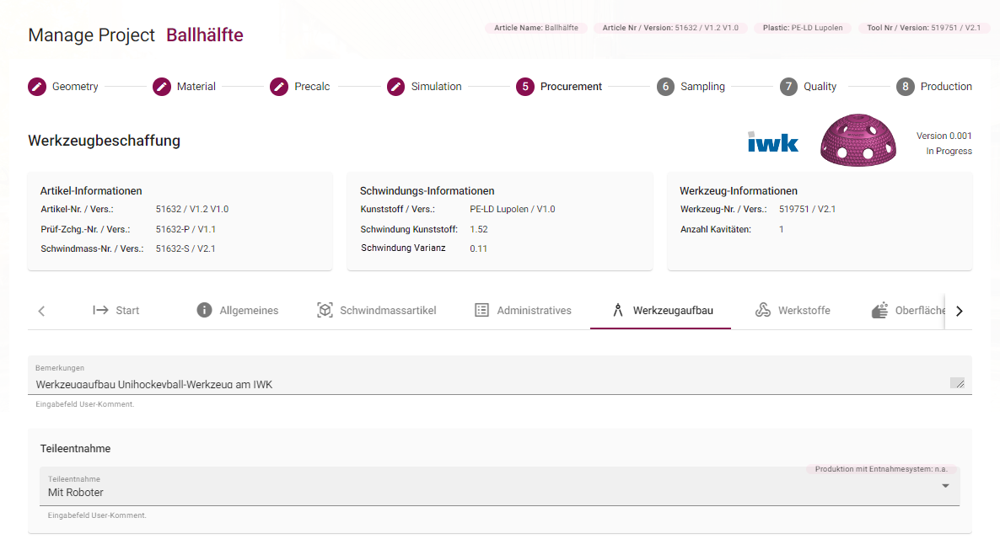 Manage Project Ballhälfte
Article Name: Ballhälfte Article Nr / Version: 51632 / V1.2 V1.0 Plastic: PE-LD Lupolen Tool Nr / Version: 519751 / V2.1
Geometry Material Precalc Simulation 5 Procurement 6 Sampling 7 Quality 8 Production
Werkzeugbeschaffung
iwk
Version 0.001
In Progress
Artikel-Informationen
Artikel-Nr. / Vers.: 51632 / V1.2 V1.0
Prüf-Zchg.-Nr. / Vers.: 51632-P / V1.1
Schwindmass-Nr. / Vers.: 51632-S / V2.1
Schwindungs-Informationen
Kunststoff / Vers.: PE-LD Lupolen / V1.0
Schwindung Kunststoff: 1.52
Schwindung Varianz 0.11
Werkzeug-Informationen
Werkzeug-Nr. / Vers.: 519751 / V2.1
Anzahl Kavitäten: 1
Start Allgemeines Schwindmassartikel Administratives Werkzeugaufbau Werkstoffe Oberfläche
Bemerkungen
Werkzeugaufbau Unihockeyball-Werkzeug am IWK
Eingabefeld User-Komment.
Teileentnahme
Produktion mit Entnahmesystem: n.a.
Teileentnahme
Mit Roboter
Eingabefeld User-Komment.